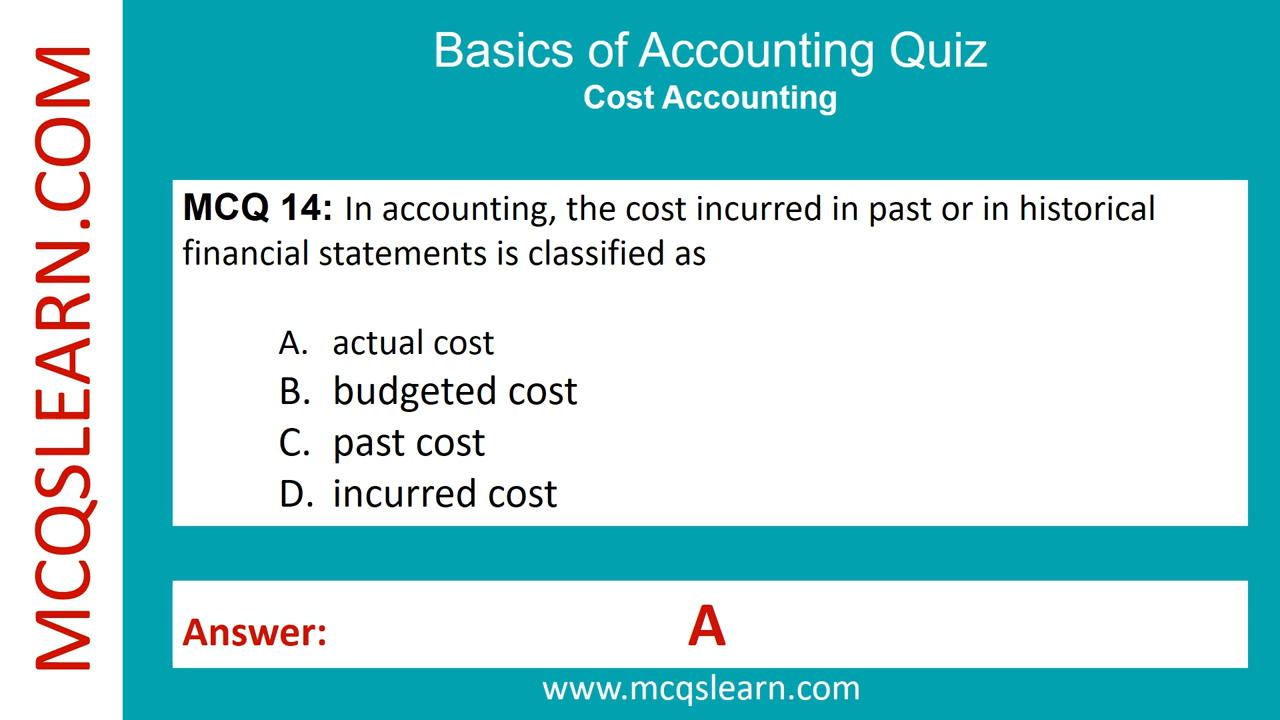 MCQSLEARN.COM
Basics of Accounting Quiz
Cost Accounting
MCQ 14: In accounting, the cost incurred in past or in historical
financial statements is classified as
A. actual cost
B. budgeted cost
C. past cost
D. incurred cost
Answer: A
www.mcqslearn.com